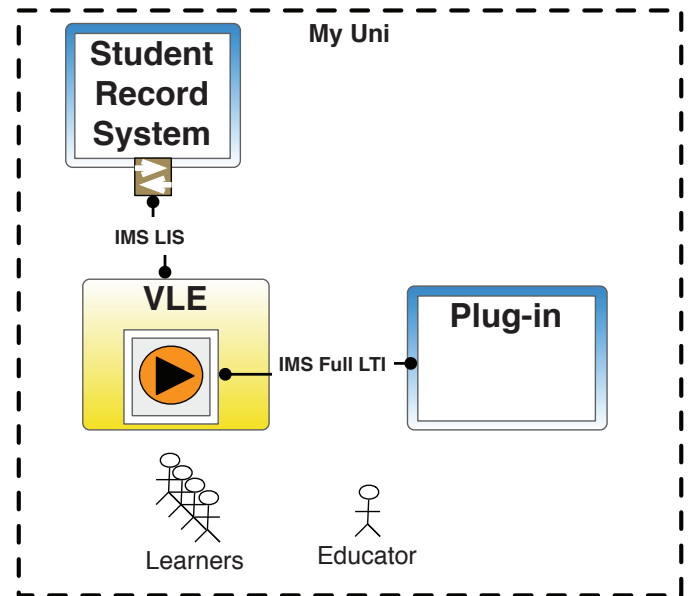 My Uni
Student
Record
System
IMS LIS
VLE
Plug-in
IMS Full LTI
Learners
Educator